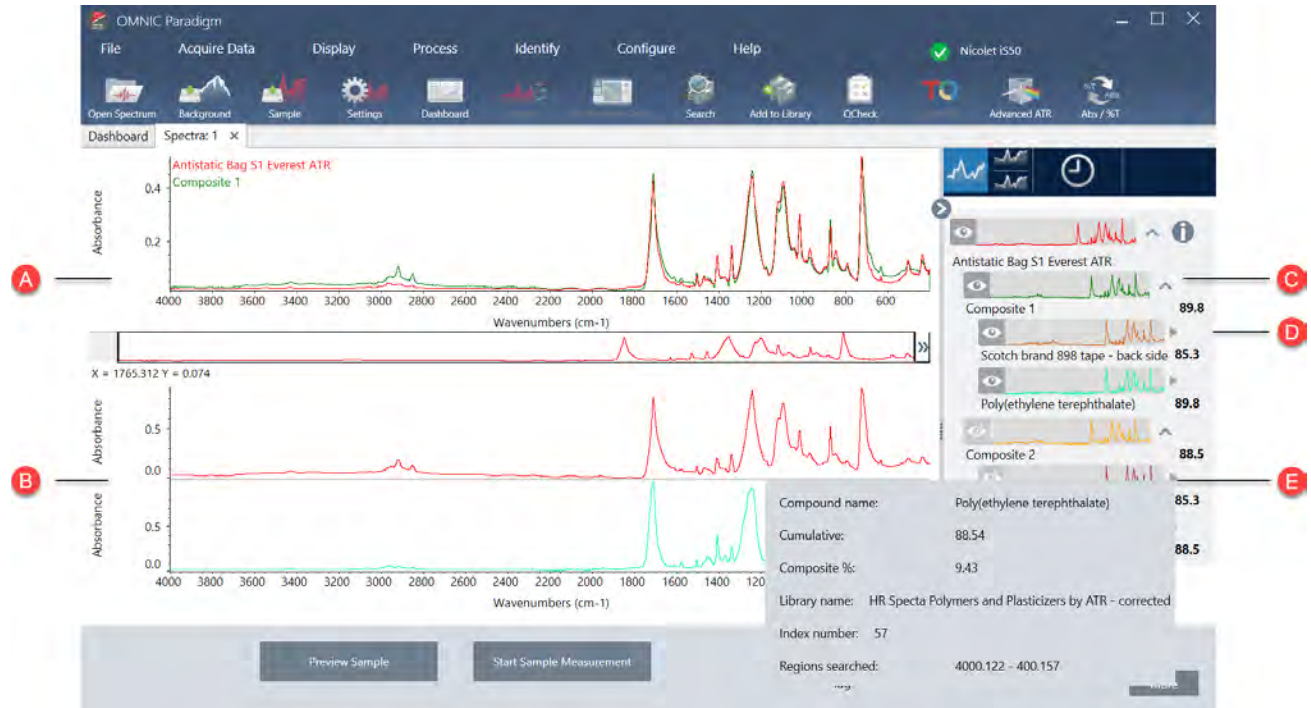 OMNIC Paradigm
File Acquire Data Display Process Identify Configure Help Nicolet iS50
Open Spectrum Background Sample Settings Dashboard Search Add to Library QCheck TQ Advanced ATR Abs / %T
Dashboard Spectra: 1 ×
Antistatic Bag S1 Everest ATR
Composite 1
Absorbance
0.4
0.2
4000 3800 3600 3400 3200 3000 2800 2600 2400 2200 2000 1800 1600 1400 1200 1000 800 600
Wavenumbers (cm-1)
A
X = 1765.312 Y = 0.074
Absorbance
0.5
0.0
B
Absorbance
0.5
0.0
4000 3800 3600 3400 3200 3000 2800 2600 2400 2200 2000 1800 1600 1400
Wavenumbers (cm-1)
Antistatic Bag S1 Everest ATR
C
Composite 1 89.8
D
Scotch brand 898 tape - back side 85.3
Poly(ethylene terephthalate) 89.8
Composite 2 88.5
E
85.3
88.5
Compound name: Poly(ethylene terephthalate)
Cumulative: 88.54
Composite %: 9.43
Library name: HR Specta Polymers and Plasticizers by ATR - corrected
Index number: 57
Regions searched: 4000.122 - 400.157
Preview Sample Start Sample Measurement